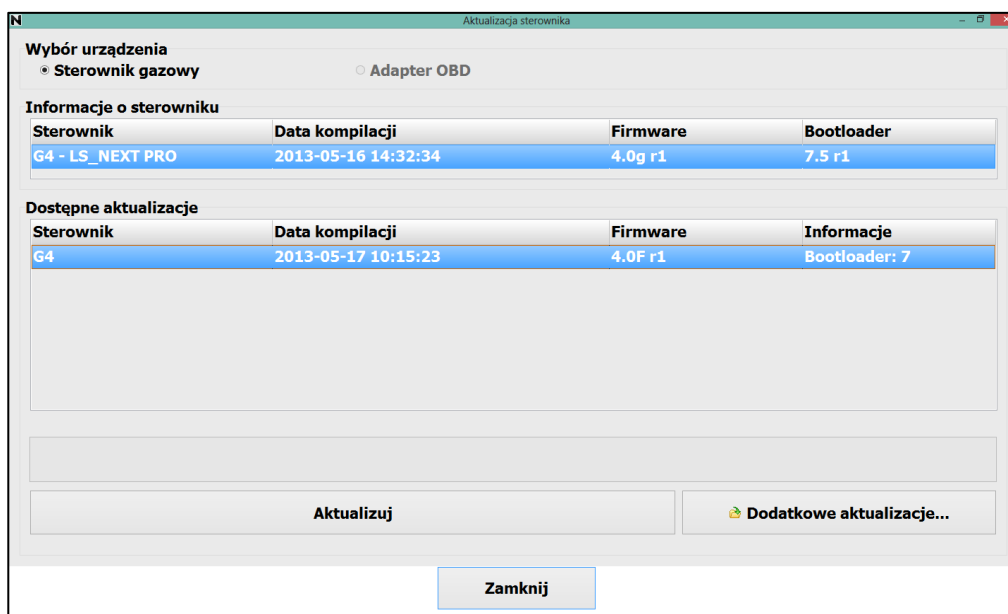 N Aktualizacja sterownika
Wybór urządzenia
Sterownik gazowy Adapter OBD
Informacje o sterowniku
Sterownik Data kompilacji Firmware Bootloader
G4 - LS_NEXT PRO 2013-05-16 14:32:34 4.0g r1 7.5 r1
Dostępne aktualizacje
Sterownik Data kompilacji Firmware Informacje
G4 2013-05-17 10:15:23 4.0F r1 Bootloader: 7
Aktualizuj Dodatkowe aktualizacje...
Zamknij